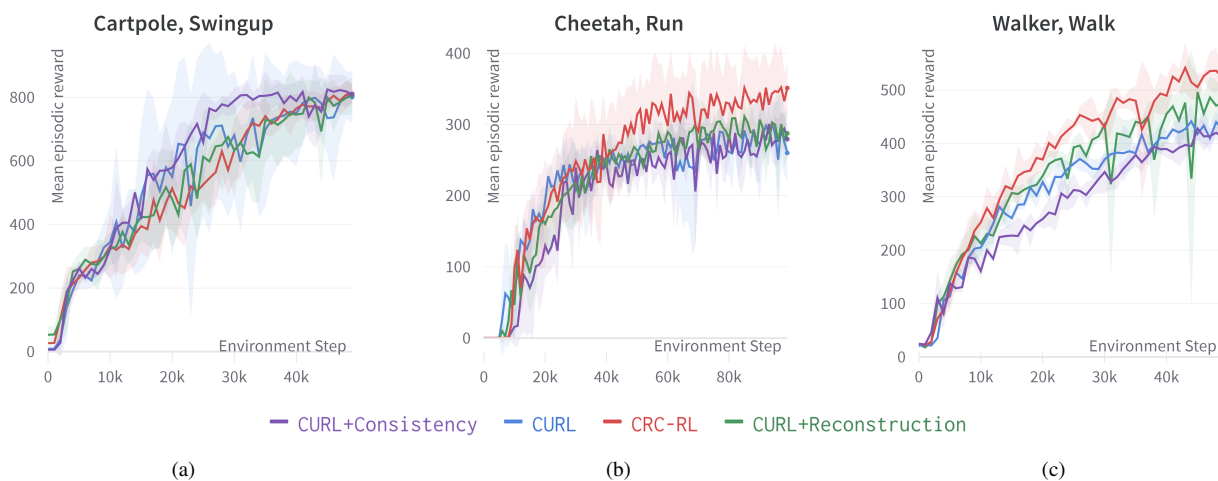 Cartpole, Swingup
Mean episodic reward
800
600
400
200
0
Environment Step
0 10k 20k 30k 40k
Cheetah, Run
Mean episodic reward
400
300
200
100
0
Environment Step
0 20k 40k 60k 80k
Walker, Walk
Mean episodic reward
500
400
300
200
100
0
Environment Step
0 10k 20k 30k 40k
CURL+Consistency CURL CRC-RL CURL+Reconstruction
(a) (b) (c)